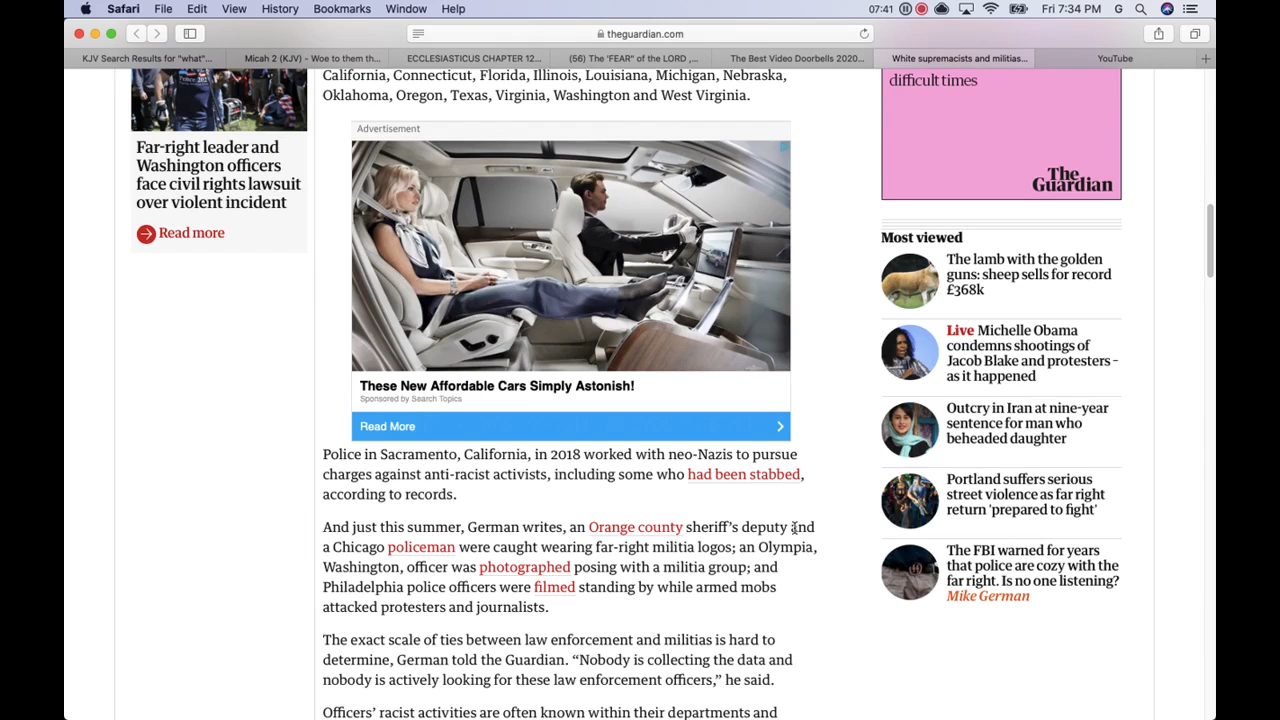 Safari File Edit View History Bookmarks Window Help
07:41
Fri 7:34 PM G
theguardian.com
KJV Search Results for "what"...
Micah 2 (KJV) - Woe to them th...
ECCLESIASTICUS CHAPTER 12...
(56) The 'FEAR" of the LORD ,...
The Best Video Doorbells 2020...
White supremacists and militias...
YouTube
Far-right leader and
Washington officers
face civil rights lawsuit
over violent incident
Read more
California, Connecticut, Florida, Illinois, Louisiana, Michigan, Nebraska,
Oklahoma, Oregon, Texas, Virginia, Washington and West Virginia.
Advertisement
These New Affordable Cars Simply Astonish!
Sponsored by Search Topics
Read More
Police in Sacramento, California, in 2018 worked with neo-Nazis to pursue
charges against anti-racist activists, including some who had been stabbed,
according to records.
And just this summer, German writes, an Orange county sheriff's deputy and
a Chicago policeman were caught wearing far-right militia logos; an Olympia,
Washington, officer was photographed posing with a militia group; and
Philadelphia police officers were filmed standing by while armed mobs
attacked protesters and journalists.
The exact scale of ties between law enforcement and militias is hard to
determine, German told the Guardian. “Nobody is collecting the data and
nobody is actively looking for these law enforcement officers,” he said.
Officers' racist activities are often known within their departments and
difficult times
The
Guardian
Most viewed
The lamb with the golden
guns: sheep sells for record
£368k
Live Michelle Obama
condemns shootings of
Jacob Blake and protesters –
as it happened
Outcry in Iran at nine-year
sentence for man who
beheaded daughter
Portland suffers serious
street violence as far right
return 'prepared to fight'
The FBI warned for years
that police are cozy with the
far right. Is no one listening?
Mike German